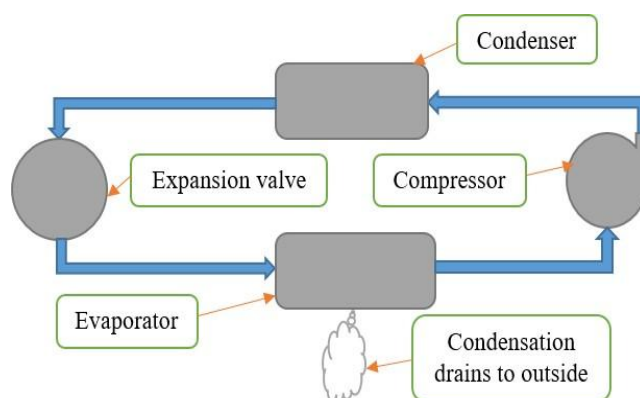 Condenser
Expansion valve
Compressor
Evaporator
Condensation
drains to outside